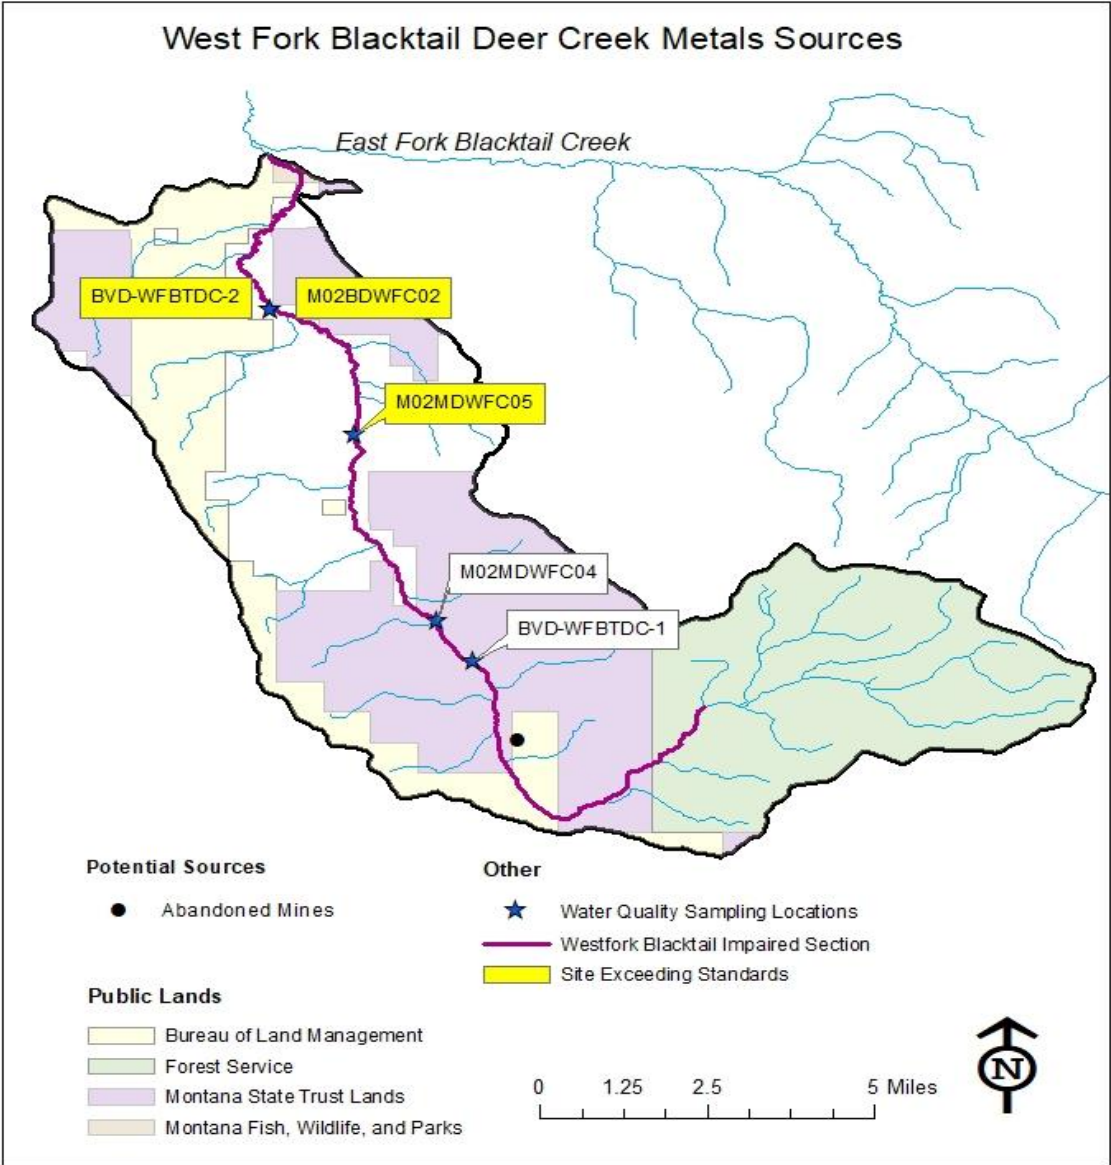 West Fork Blacktail Deer Creek Metals Sources
East Fork Blacktail Creek
BVD-WFBTDC-2
M02BDWFC02
M02MDWFC05
M02MDWFC04
BVD-WFBTDC-1
Potential Sources
Abandoned Mines
Other
Water Quality Sampling Locations
Westfork Blacktail Impaired Section
Site Exceeding Standards
Public Lands
Bureau of Land Management
Forest Service
Montana State Trust Lands
Montana Fish, Wildlife, and Parks
0 1.25 2.5 5 Miles
N